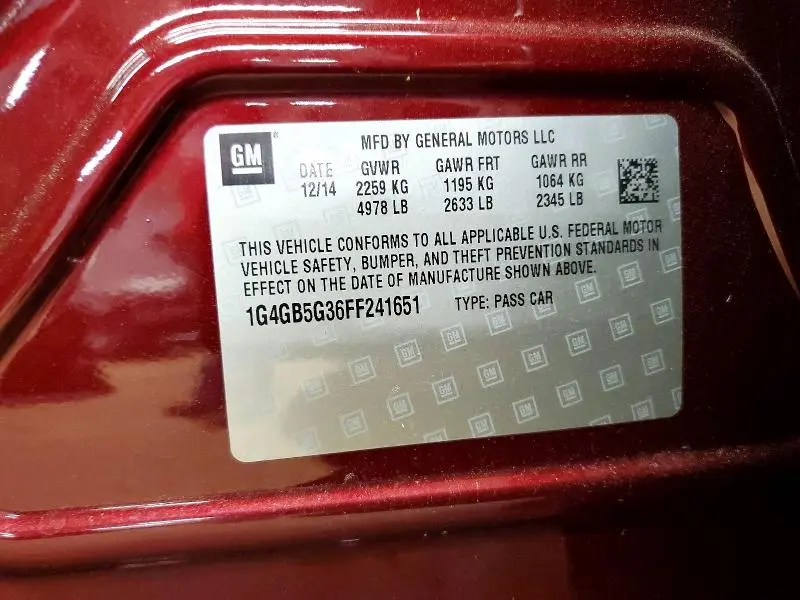 GM ®
MFD BY GENERAL MOTORS LLC
DATE GVWR GAWR FRT GAWR RR
12/14 2259 KG 1195 KG 1064 KG
4978 LB 2633 LB 2345 LB
THIS VEHICLE CONFORMS TO ALL APPLICABLE U.S. FEDERAL MOTOR
VEHICLE SAFETY, BUMPER, AND THEFT PREVENTION STANDARDS IN
EFFECT ON THE DATE OF MANUFACTURE SHOWN ABOVE.
1G4GB5G36FF241651 TYPE: PASS CAR